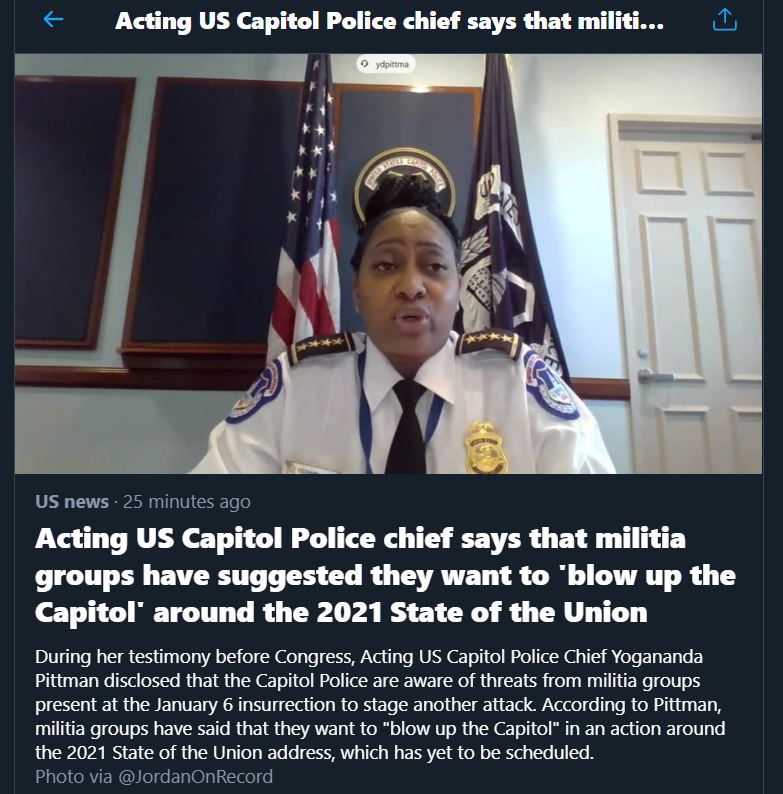 Acting US Capitol Police chief says that militi...
ydpittma
UNITED STATES CAPITOL POLICE
US news · 25 minutes ago
Acting US Capitol Police chief says that militia
groups have suggested they want to 'blow up the
Capitol' around the 2021 State of the Union
During her testimony before Congress, Acting US Capitol Police Chief Yogananda
Pittman disclosed that the Capitol Police are aware of threats from militia groups
present at the January 6 insurrection to stage another attack. According to Pittman,
militia groups have said that they want to "blow up the Capitol" in an action around
the 2021 State of the Union address, which has yet to be scheduled.
Photo via @JordanOnRecord